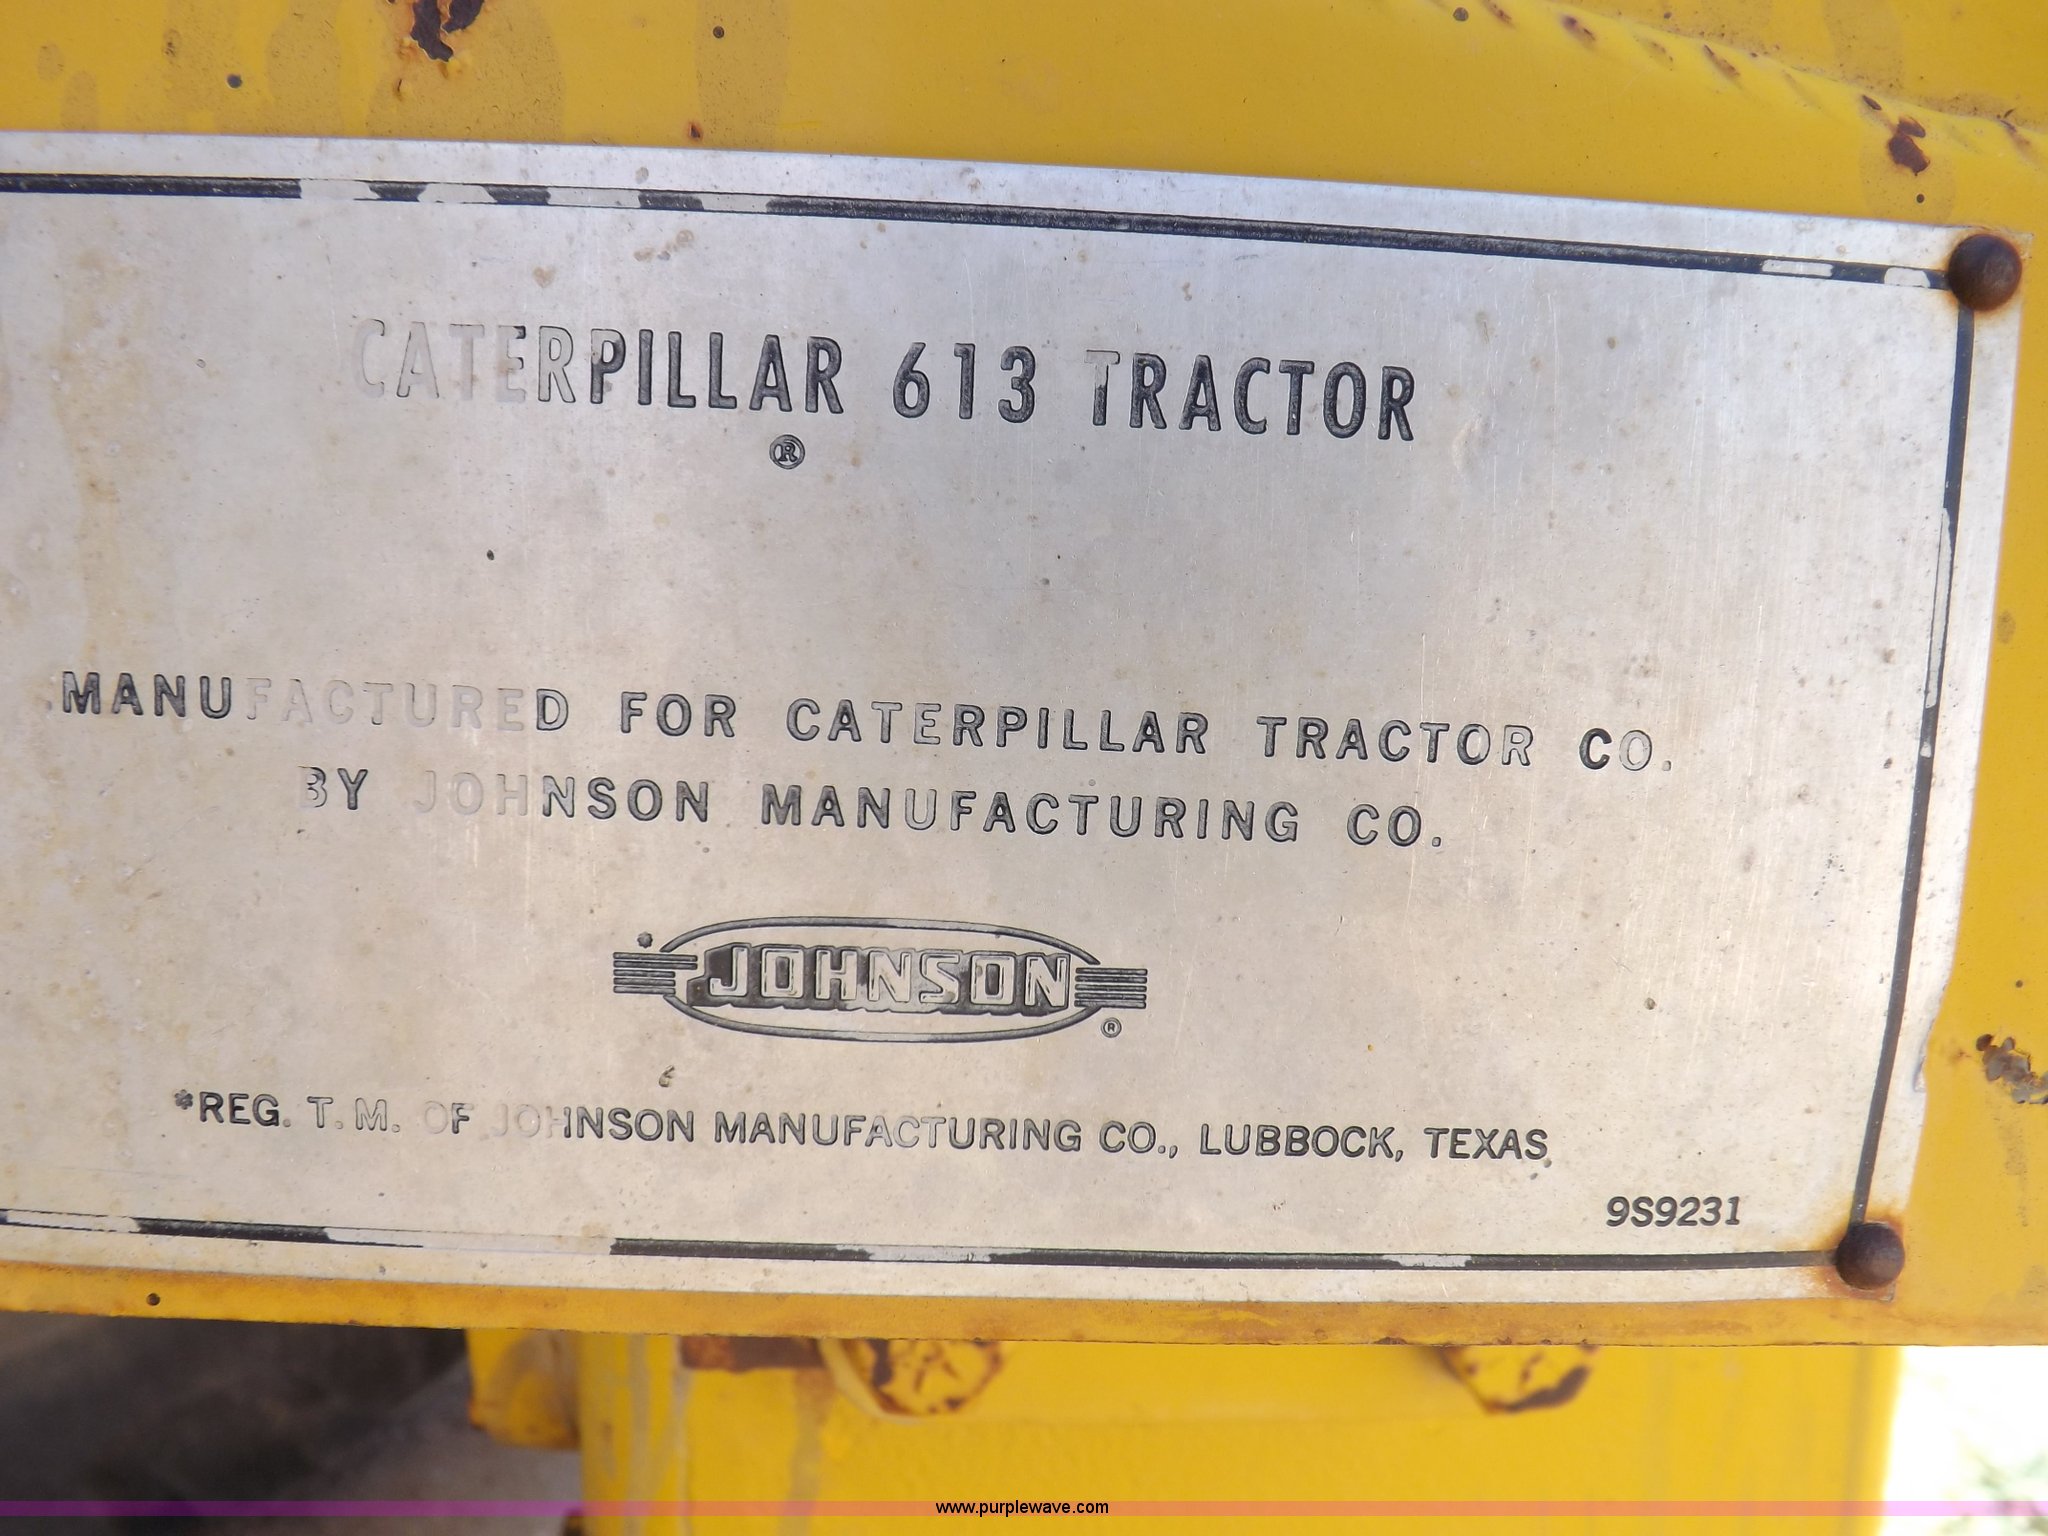 CATERPILLAR 613 TRACTOR
®
MANUFACTURED FOR CATERPILLAR TRACTOR CO.
BY JOHNSON MANUFACTURING CO.
JOHNSON
®
*REG. T.M. OF JOHNSON MANUFACTURING CO., LUBBOCK, TEXAS
9S9231
www.purplewave.com